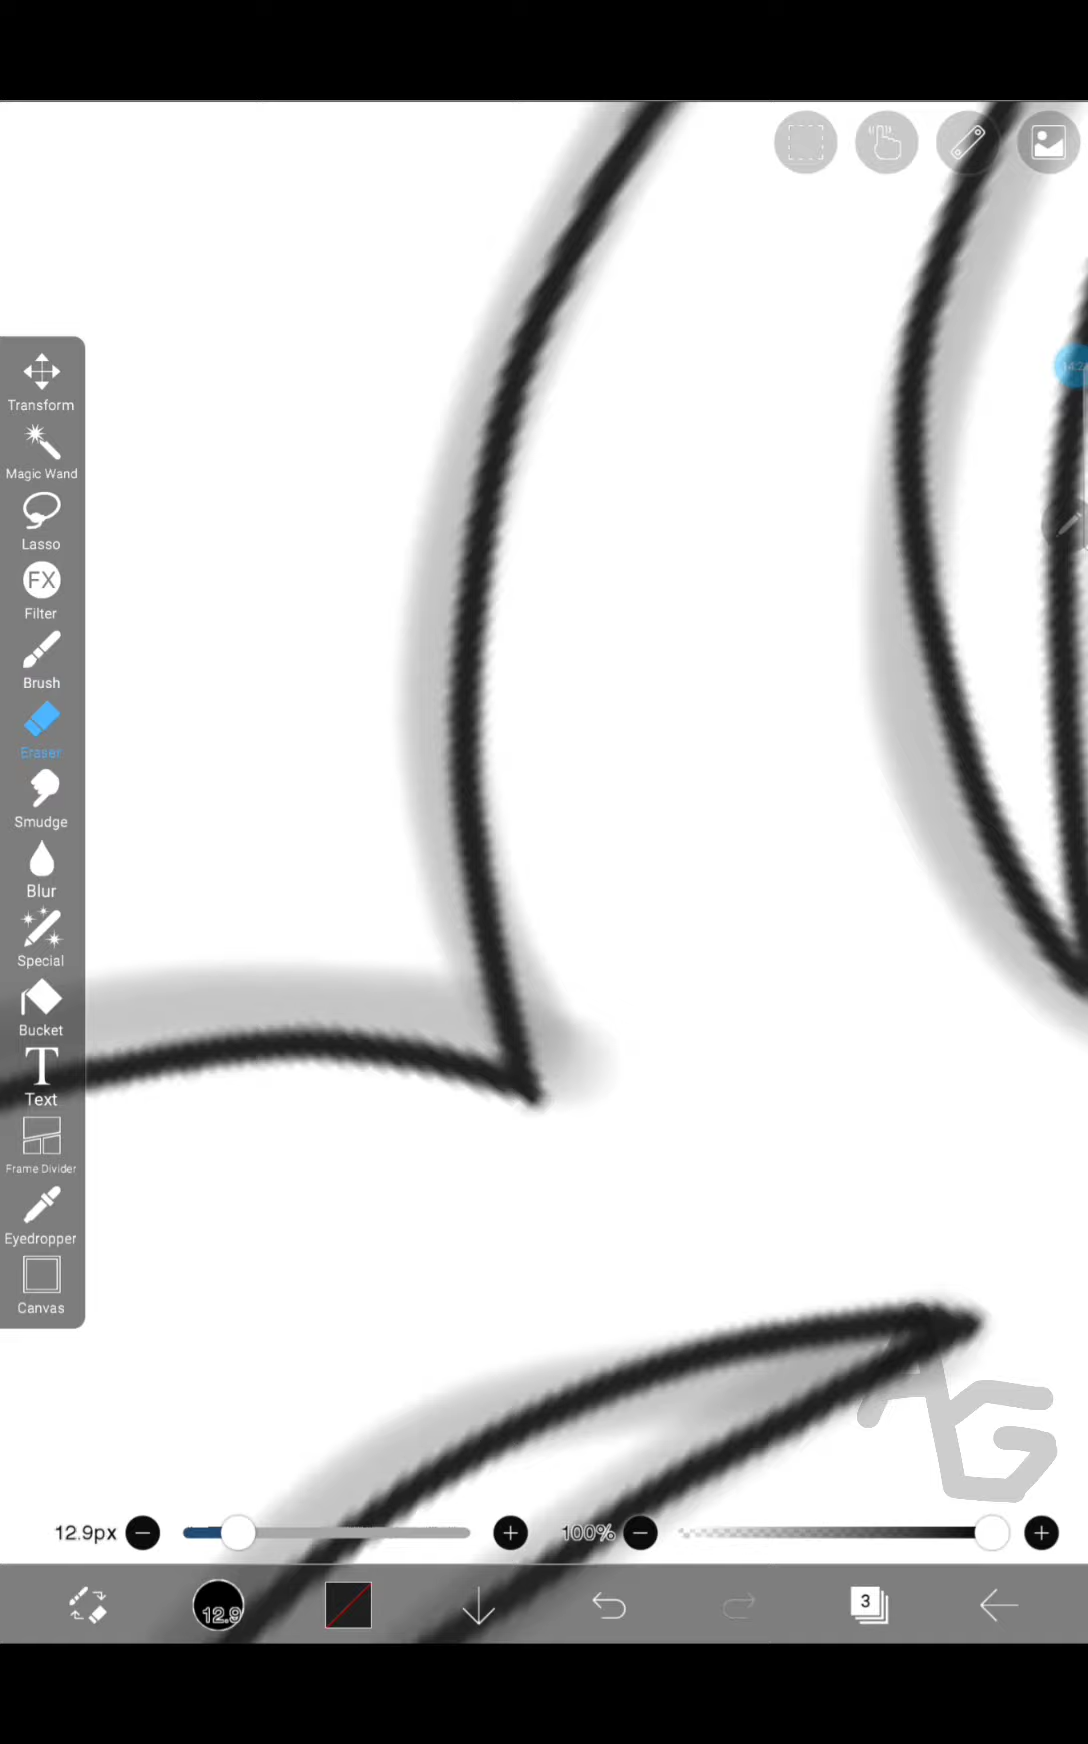 Transform
Magic Wand
Lasso
FX
Filter
Brush
Eraser
Smudge
Blur
Special
Bucket
T
Text
Frame Divider
Eyedropper
Canvas
AG
12.9px
100%
12.9
3